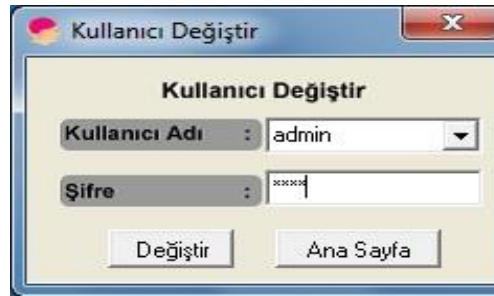 Kullanıcı Değiştir
Kullanıcı Değiştir
Kullanıcı Adı : admin
Şifre : ****
Değiştir Ana Sayfa